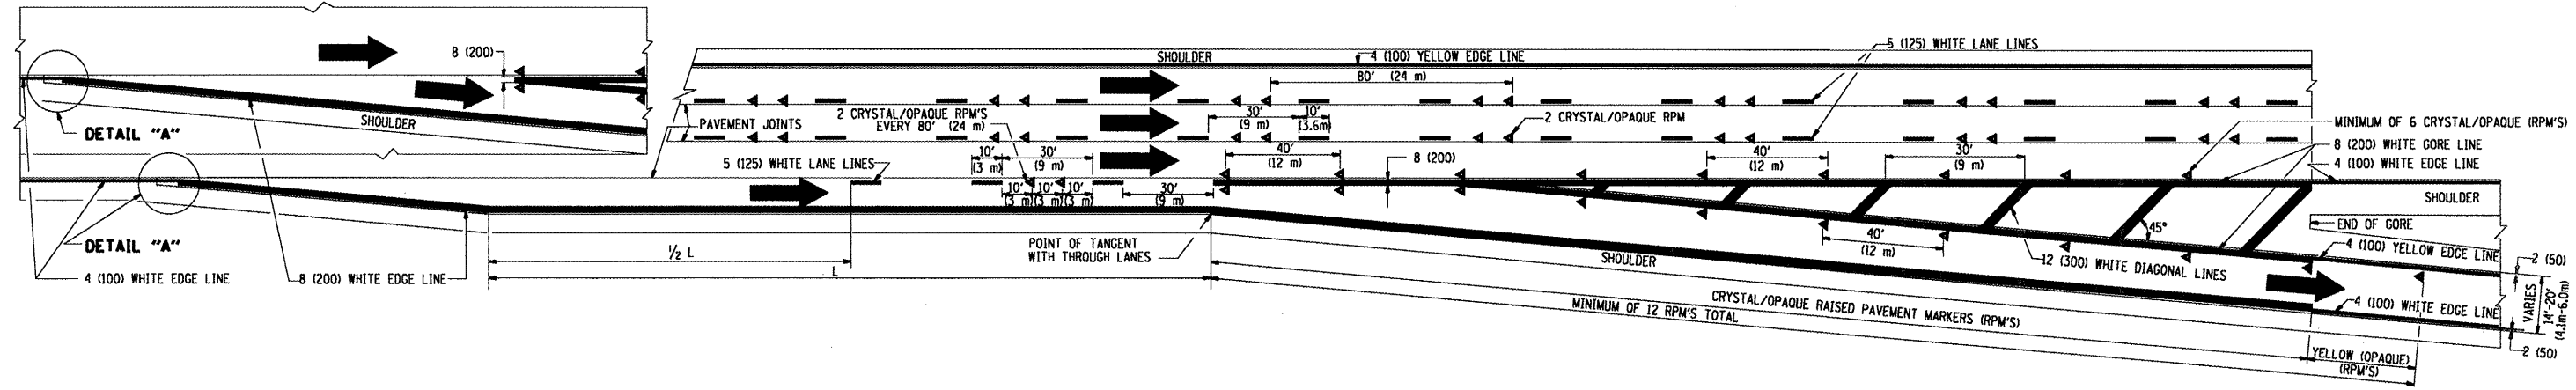 8 (200)
DETAIL "A"
SHOULDER
SHOULDER
4 (100) YELLOW EDGE LINE
5 (125) WHITE LANE LINES
80' (24 m)
PAVEMENT JOINTS
2 CRYSTAL/OPAQUE RPM'S
EVERY 80' (24 m)
30'
(9 m)
10'
(3.6m)
2 CRYSTAL/OPAQUE RPM
MINIMUM OF 6 CRYSTAL/OPAQUE (RPM'S)
8 (200) WHITE GORE LINE
4 (100) WHITE EDGE LINE
5 (125) WHITE LANE LINES
10'
(3 m)
30'
(9 m)
40'
(12 m)
8 (200)
40'
(12 m)
30'
(9 m)
10'
(3 m)
10'
(3 m)
10'
(3 m)
30'
(9 m)
SHOULDER
DETAIL "A"
4 (100) WHITE EDGE LINE
8 (200) WHITE EDGE LINE
1/2 L
L
POINT OF TANGENT
WITH THROUGH LANES
SHOULDER
40'
(12 m)
45°
END OF GORE
4 (100) YELLOW EDGE LINE
12 (300) WHITE DIAGONAL LINES
2 (50)
VARIES
14'-20'
(4.1m-6.0m)
4 (100) WHITE EDGE LINE
2 (50)
CRYSTAL/OPAQUE RAISED PAVEMENT MARKERS (RPM'S)
MINIMUM OF 12 RPM'S TOTAL
YELLOW (OPAQUE)
(RPM'S)